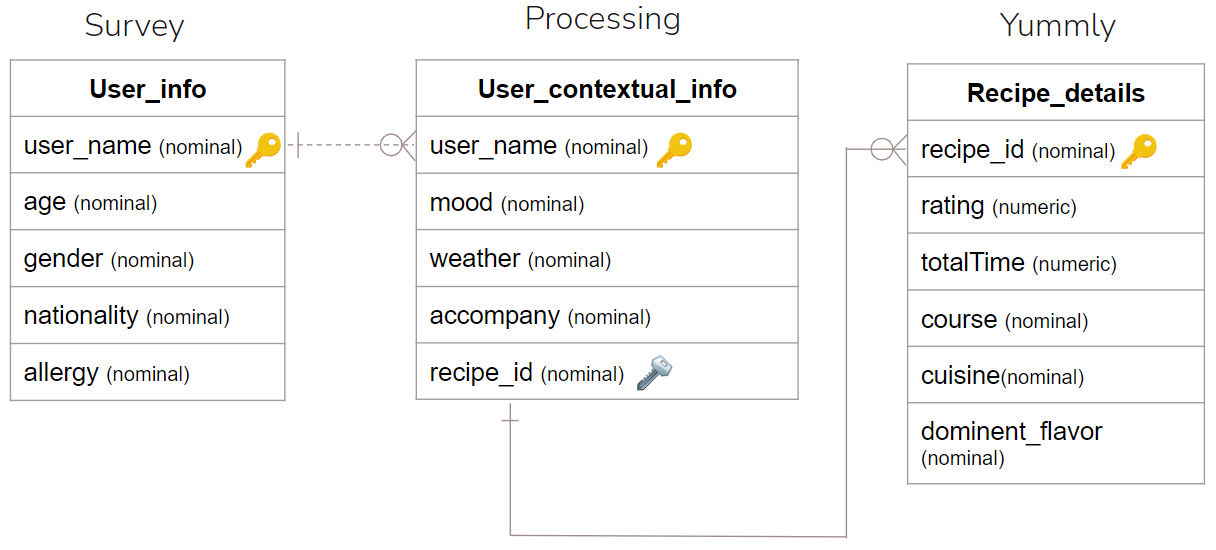 Survey
User_info
user_name (nominal)
age (nominal)
gender (nominal)
nationality (nominal)
allergy (nominal)
Processing
User_contextual_info
user_name (nominal)
mood (nominal)
weather (nominal)
accompany (nominal)
recipe_id (nominal)
Yummly
Recipe_details
recipe_id (nominal)
rating (numeric)
totalTime (numeric)
course (nominal)
cuisine(nominal)
dominent_flavor
(nominal)